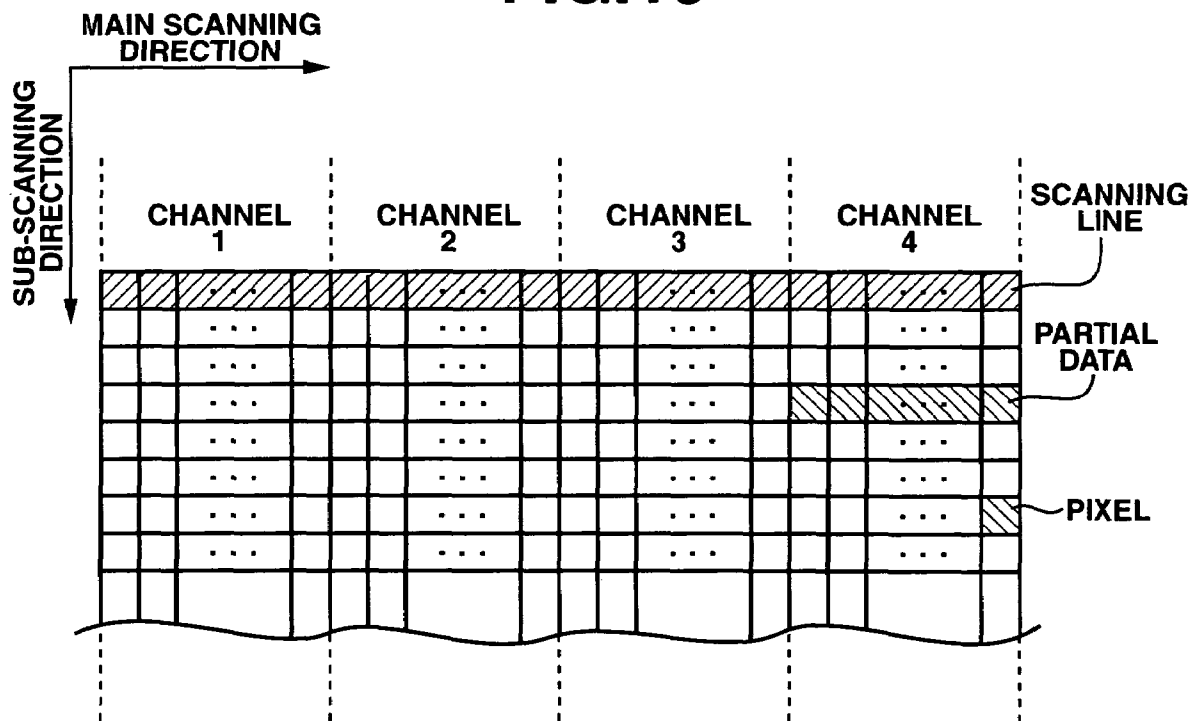 MAIN SCANNING
DIRECTION
SUB-SCANNING
DIRECTION
CHANNEL
1
CHANNEL
2
CHANNEL
3
CHANNEL
4
SCANNING
LINE
PARTIAL
DATA
PIXEL